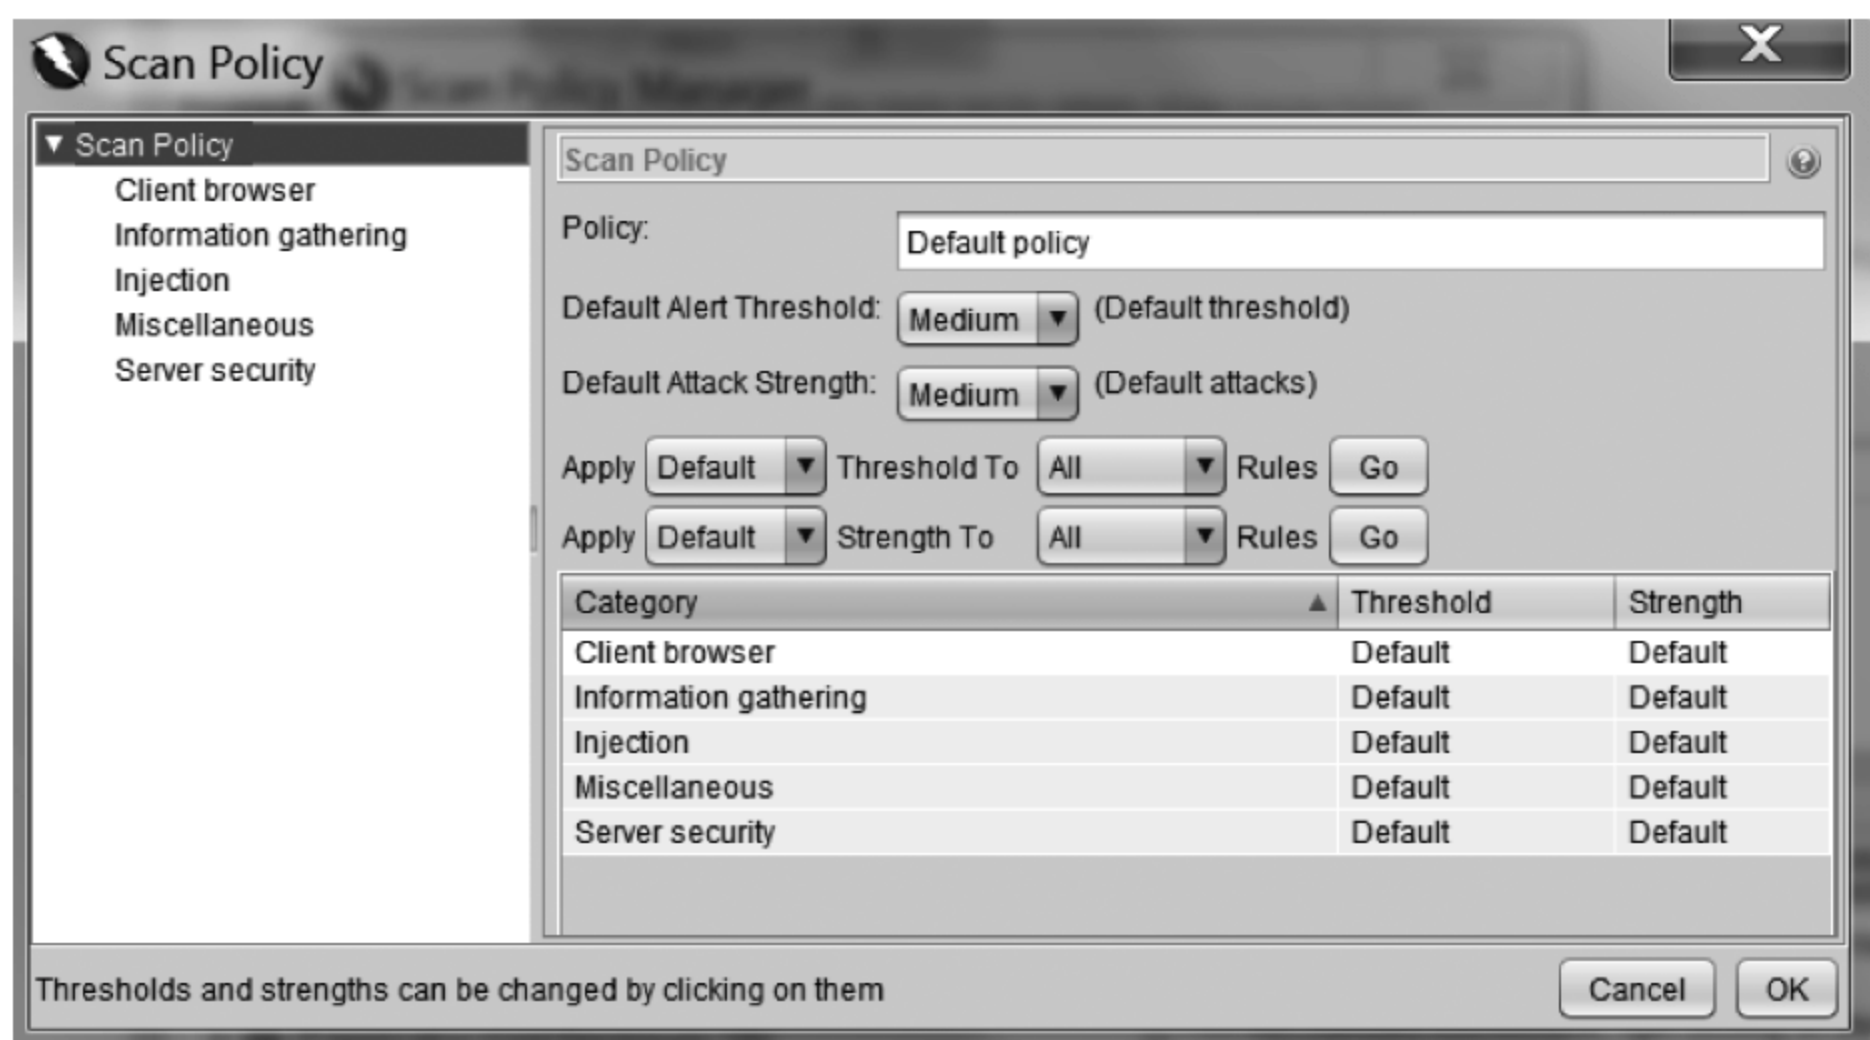 Scan Policy
Scan Policy Manager
Scan Policy
Client browser
Information gathering
Injection
Miscellaneous
Server security
Scan Policy
Policy: Default policy
Default Alert Threshold: Medium (Default threshold)
Default Attack Strength: Medium (Default attacks)
Apply Default Threshold To All Rules Go
Apply Default Strength To All Rules Go
Category Threshold Strength
Client browser Default Default
Information gathering Default Default
Injection Default Default
Miscellaneous Default Default
Server security Default Default
Thresholds and strengths can be changed by clicking on them Cancel OK